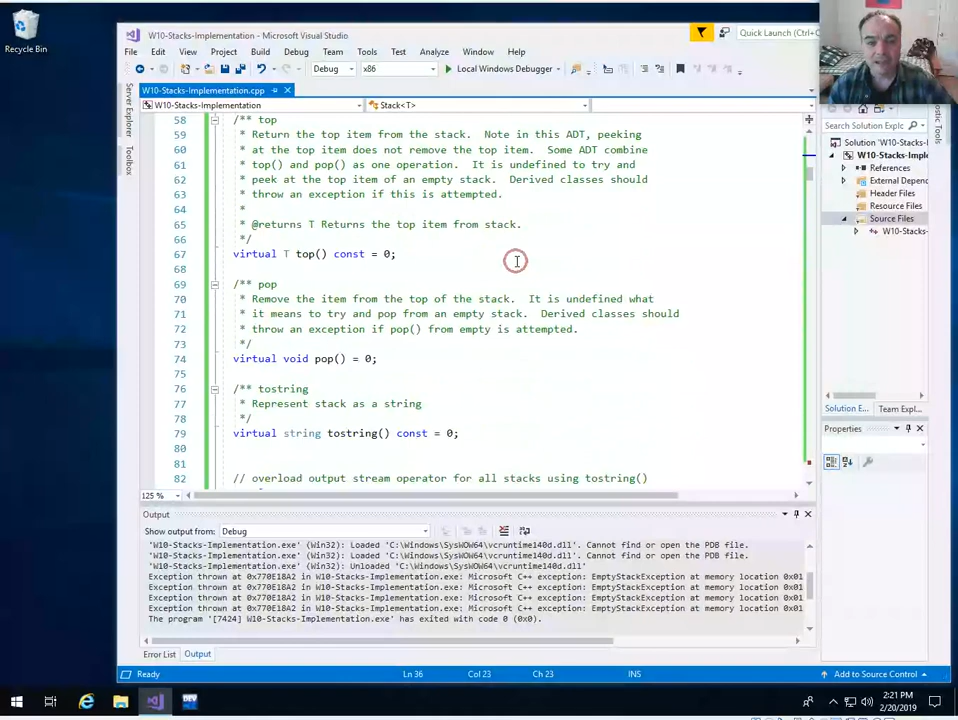 Recycle Bin
W10-Stacks-Implementation - Microsoft Visual Studio
Quick Launch (Ctrl+Q
File Edit View Project Build Debug Team Tools Test Analyze Window Help
Debug x86 Local Windows Debugger
W10-Stacks-Implementation.cpp
W10-Stacks-Implementation Stack<T>
Server Explorer
Toolbox
58 /** top
59 * Return the top item from the stack. Note in this ADT, peeking
60 * at the top item does not remove the top item. Some ADT combine
61 * top() and pop() as one operation. It is undefined to try and
62 * peek at the top item of an empty stack. Derived classes should
63 * throw an exception if this is attempted.
64 *
65 * @returns T Returns the top item from stack.
66 */
67 virtual T top() const = 0;
68
69 /** pop
70 * Remove the item from the top of the stack. It is undefined what
71 * it means to try and pop from an empty stack. Derived classes should
72 * throw an exception if pop() from empty is attempted.
73 */
74 virtual void pop() = 0;
75
76 /** tostring
77 * Represent stack as a string
78 */
79 virtual string tostring() const = 0;
80
81
82 // overload output stream operator for all stacks using tostring()
125 %
Output
Show output from: Debug
'W10-Stacks-Implementation.exe' (Win32): Loaded 'C:\Windows\SysWOW64\vcruntime140d.dll'. Cannot find or open the PDB file.
'W10-Stacks-Implementation.exe' (Win32): Loaded 'C:\Windows\SysWOW64\vcruntime140d.dll'. Cannot find or open the PDB file.
'W10-Stacks-Implementation.exe' (Win32): Unloaded 'C:\Windows\SysWOW64\vcruntime140d.dll'
Exception thrown at 0x770E18A2 in W10-Stacks-Implementation.exe: Microsoft C++ exception: EmptyStackException at memory location 0x01
Exception thrown at 0x770E18A2 in W10-Stacks-Implementation.exe: Microsoft C++ exception: EmptyStackException at memory location 0x01
Exception thrown at 0x770E18A2 in W10-Stacks-Implementation.exe: Microsoft C++ exception: EmptyStackException at memory location 0x01
Exception thrown at 0x770E18A2 in W10-Stacks-Implementation.exe: Microsoft C++ exception: EmptyStackException at memory location 0x01
The program '[7424] W10-Stacks-Implementation.exe' has exited with code 0 (0x0).
Error List Output
Search Solution Explc
Solution 'W10-Stacks-
W10-Stacks-Imple
References
External Depend
Header Files
Resource Files
Source Files
W10-Stacks-
Solution E... Team Expl...
Properties
Diagnostic Tools
Ready Ln 36 Col 23 Ch 23 INS Add to Source Control
DEV
2:21 PM
2/20/2019